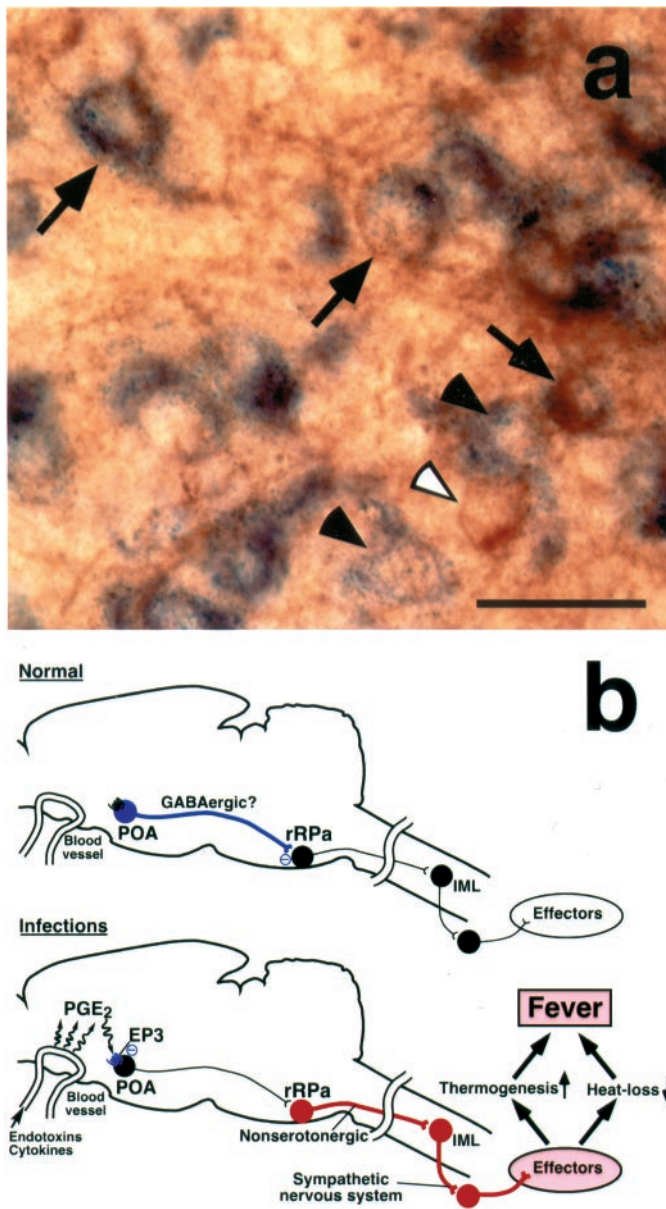 a
b
Normal
GABAergic?
POA
Blood
vessel
rRPa
⊖
IML
Effectors
Infections
PGE2
EP3
⊖
POA
Blood
vessel
Endotoxins
Cytokines
rRPa
Nonserotonergic
IML
Sympathetic
nervous system
Fever
Thermogenesis
Heat-loss
Effectors